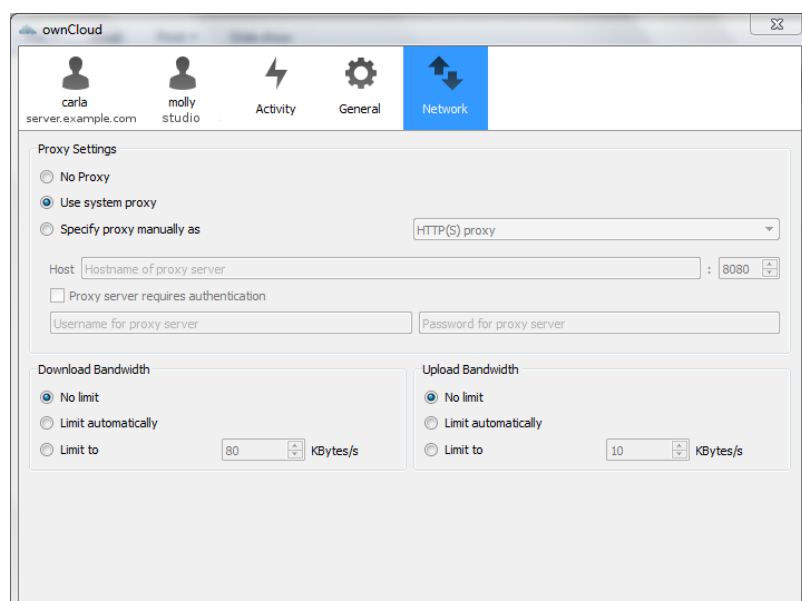 ownCloud
carla
server.example.com
molly
studio
Activity
General
Network
Proxy Settings
No Proxy
Use system proxy
Specify proxy manually as
HTTP(S) proxy
Host
Hostname of proxy server
:
8080
Proxy server requires authentication
Username for proxy server
Password for proxy server
Download Bandwidth
No limit
Limit automatically
Limit to
80
KBytes/s
Upload Bandwidth
No limit
Limit automatically
Limit to
10
KBytes/s